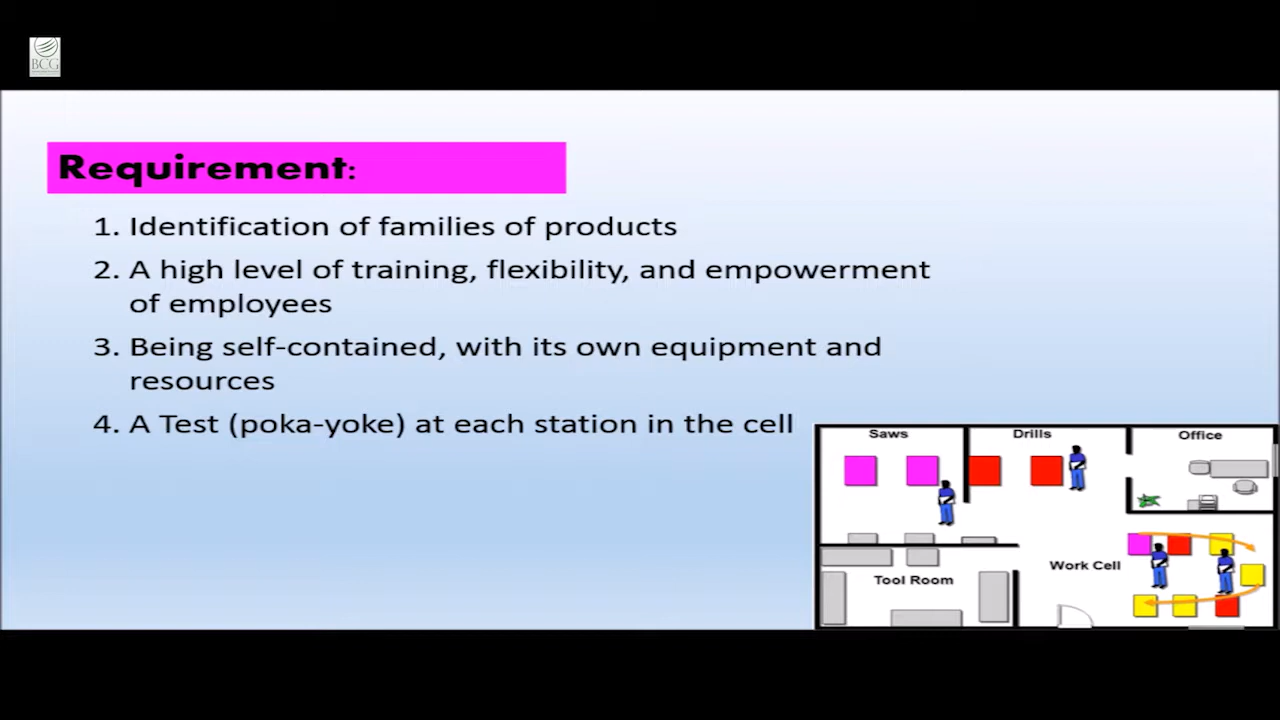 BCG
Requirement:
1. Identification of families of products
2. A high level of training, flexibility, and empowerment
of employees
3. Being self-contained, with its own equipment and
resources
4. A Test (poka-yoke) at each station in the cell
Saws
Drills
Office
Work Cell
Tool Room